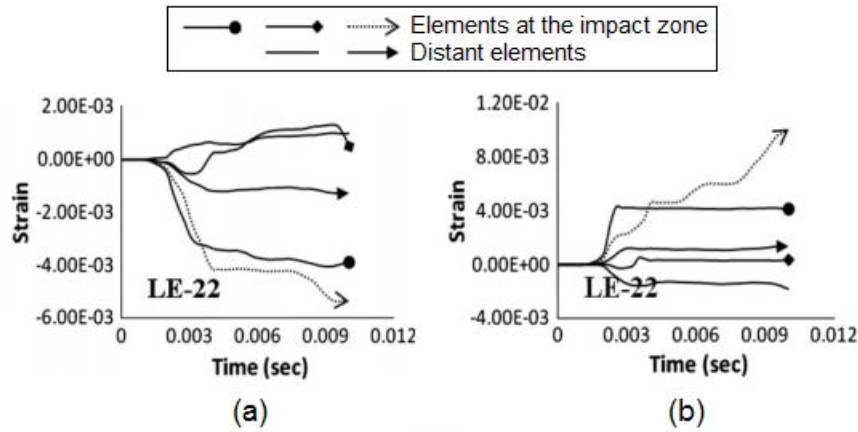 Elements at the impact zone
Distant elements
2.00E-03
0.00E+00
-2.00E-03
-4.00E-03
-6.00E-03
Strain
LE-22
0 0.003 0.006 0.009 0.012
Time (sec)
(a)
1.20E-02
8.00E-03
4.00E-03
0.00E+00
-4.00E-03
Strain
LE-22
0 0.003 0.006 0.009 0.012
Time (sec)
(b)